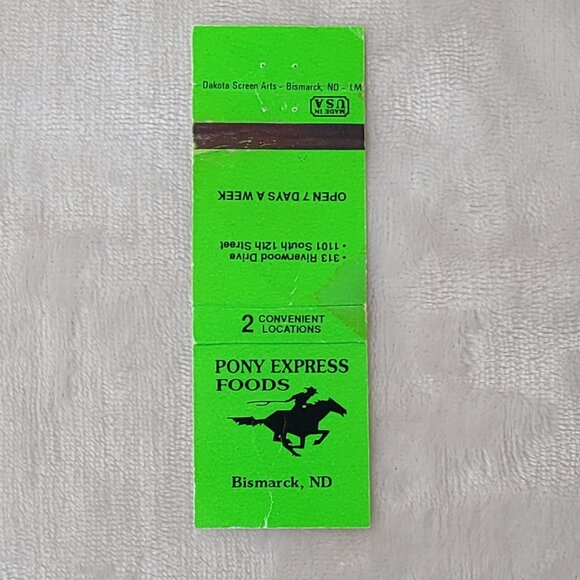 Dakota Screen Arts - Bismarck, ND - LM
MADE IN
USA
OPEN 7 DAYS A WEEK
• 313 Riverwood Drive
• 1101 South 12th Street
2 CONVENIENT
LOCATIONS
PONY EXPRESS
FOODS
Bismarck, ND